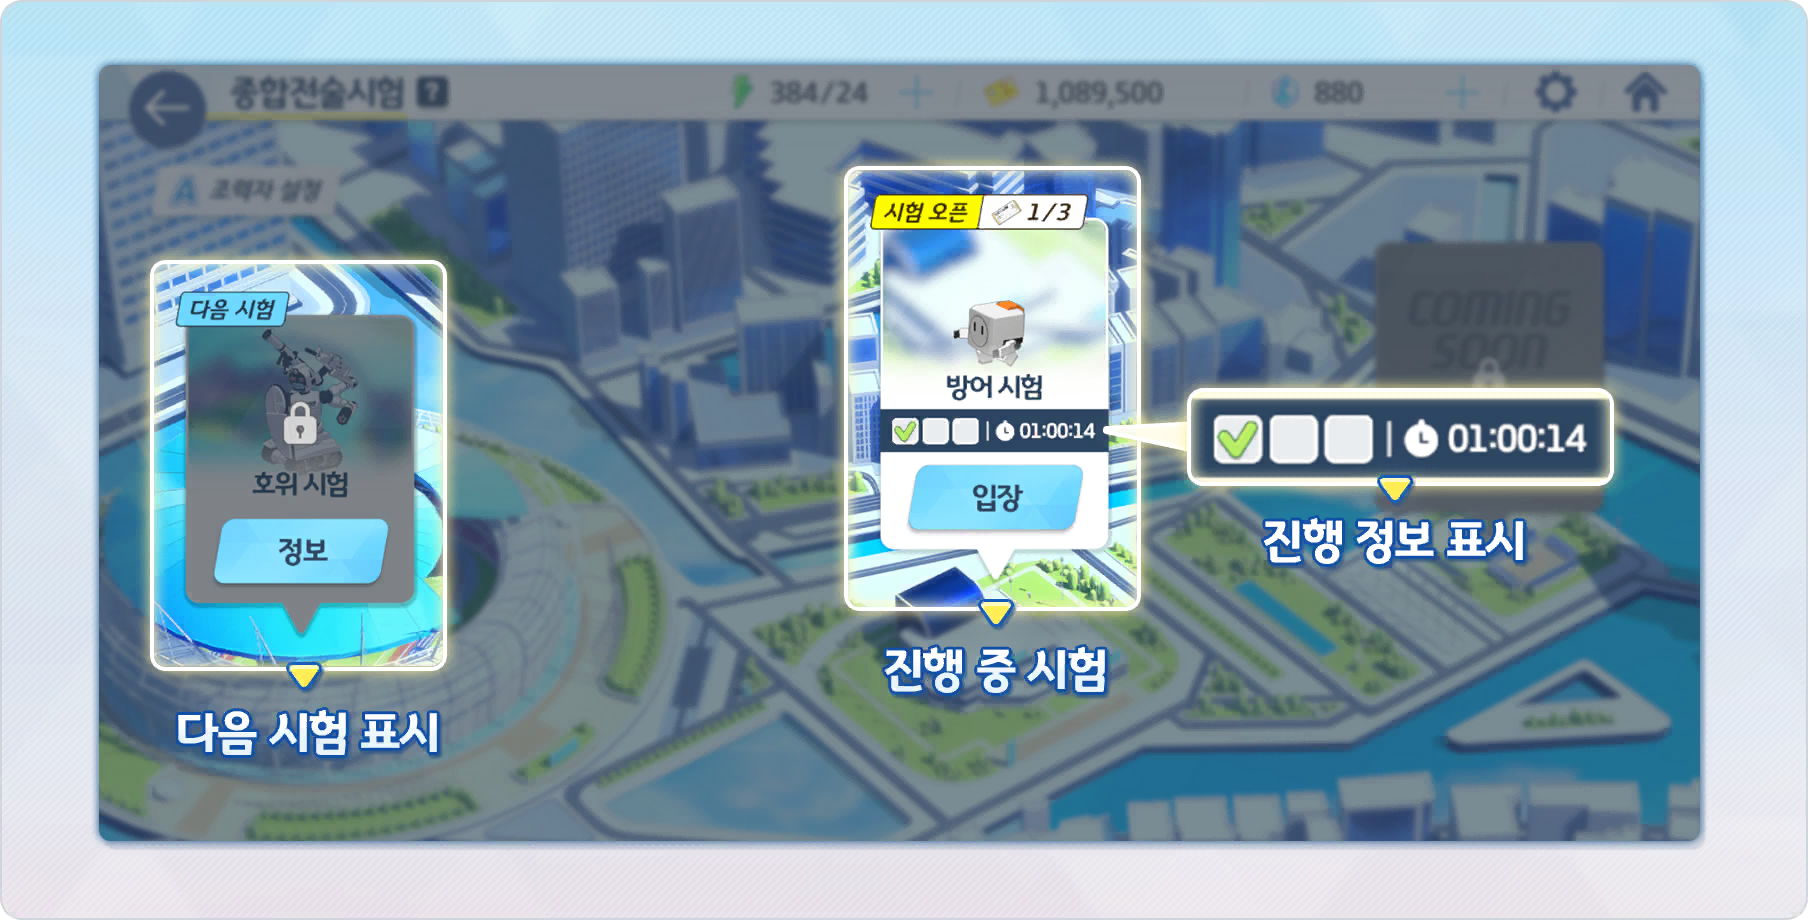 종합전술시험 ?
384/24
1,089,500
880
A 조력자 설정
다음 시험
호위 시험
정보
다음 시험 표시
시험 오픈 1/3
방어 시험
01:00:14
입장
진행 중 시험
COMING
SOON
01:00:14
진행 정보 표시